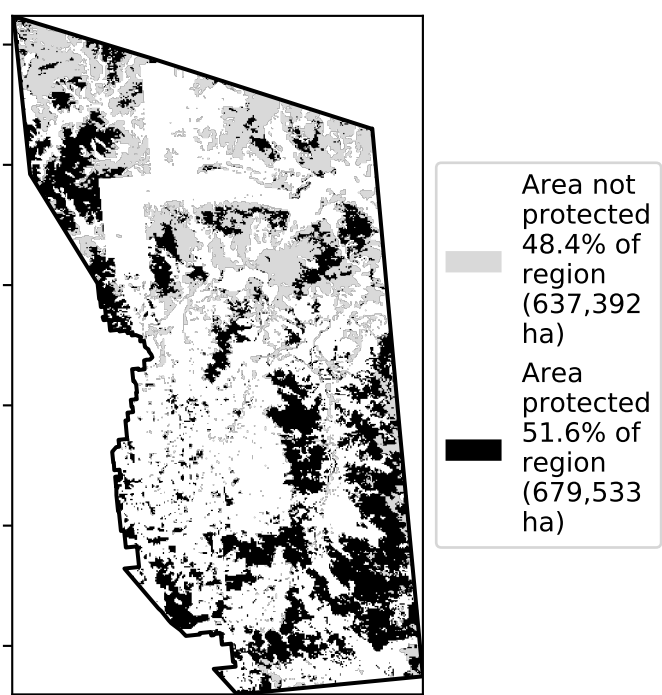 Area not
protected
48.4% of
region
(637,392
ha)
Area
protected
51.6% of
region
(679,533
ha)